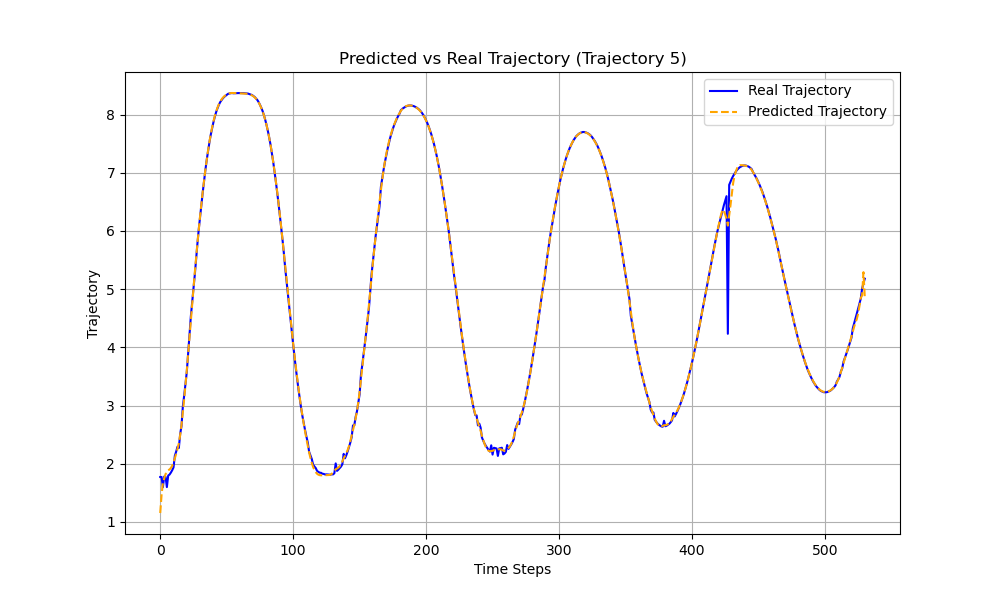 Predicted vs Real Trajectory (Trajectory 5)
Real Trajectory
Predicted Trajectory
Trajectory
8
7
6
5
4
3
2
1
0 100 200 300 400 500
Time Steps